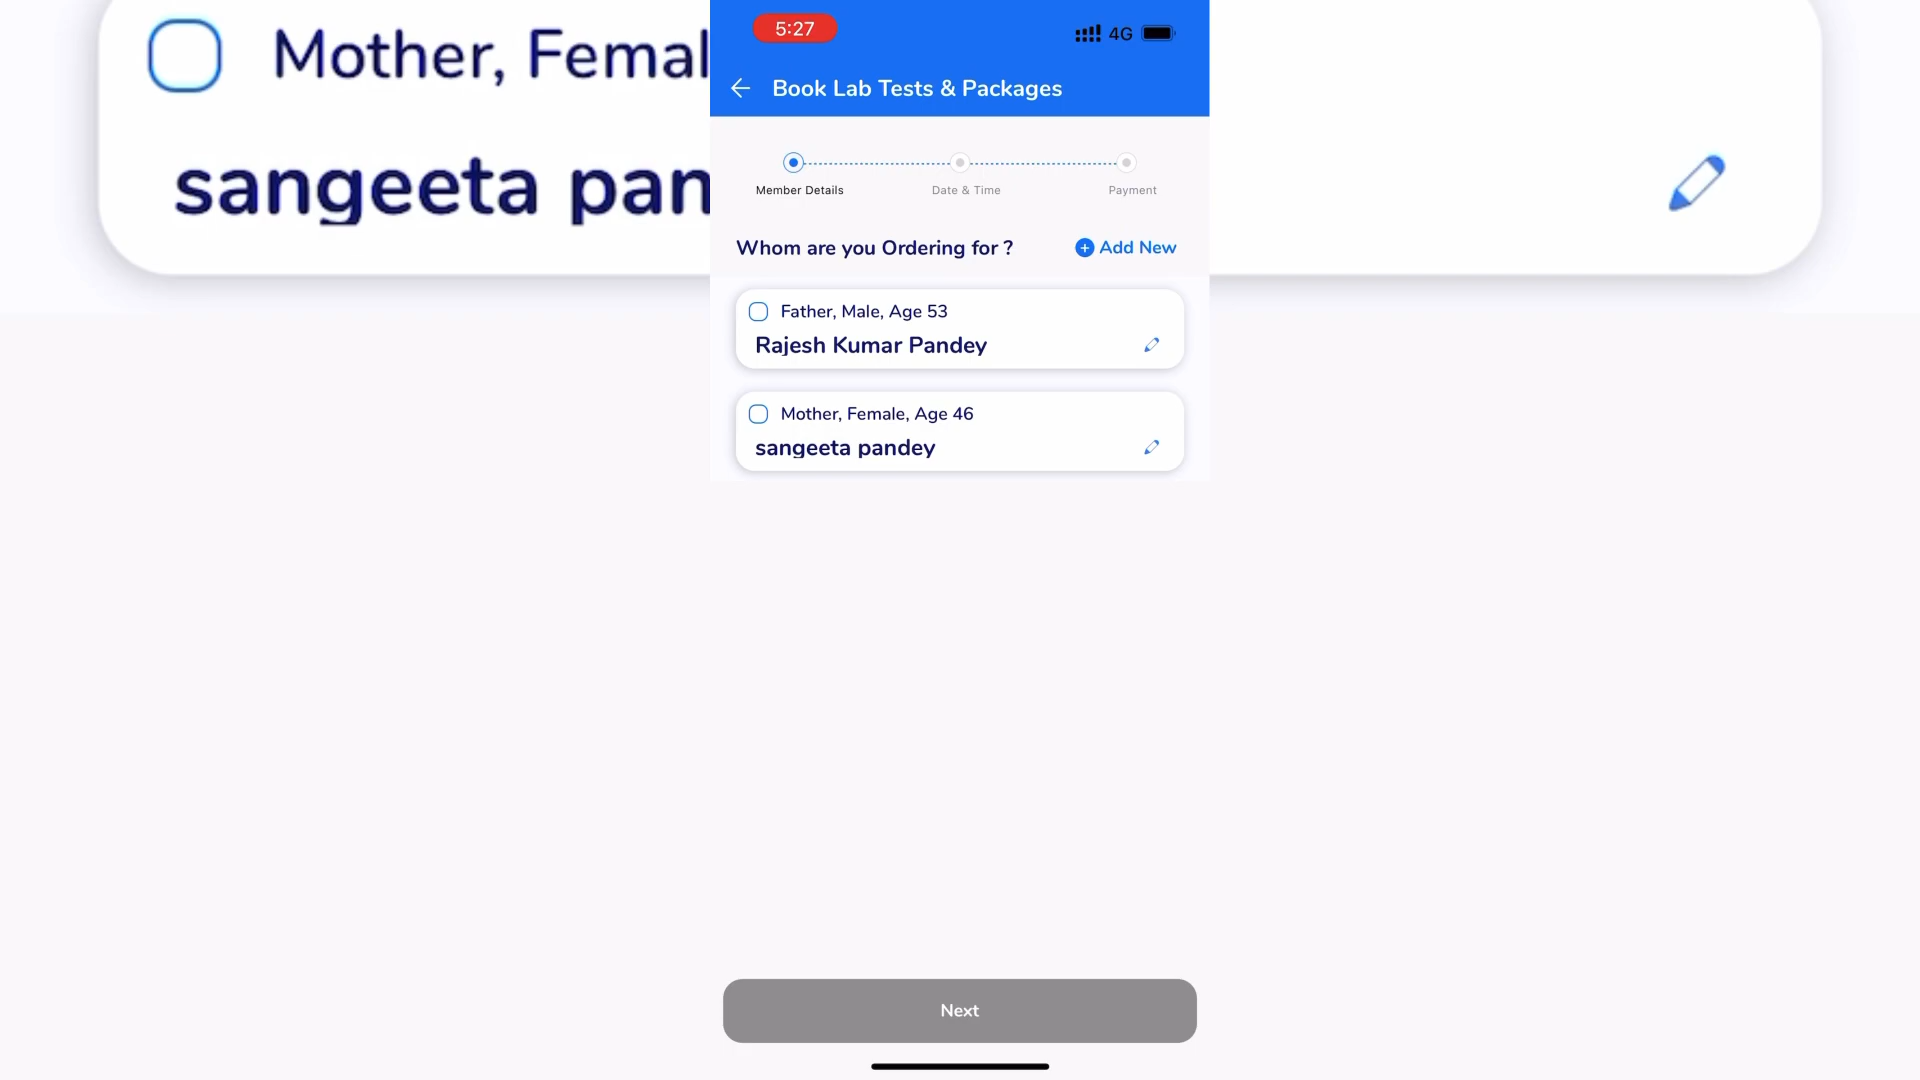 Mother, Femal
sangeeta pan
5:27
4G
Book Lab Tests & Packages
Member Details
Date & Time
Payment
Whom are you Ordering for ?
Add New
Father, Male, Age 53
Rajesh Kumar Pandey
Mother, Female, Age 46
sangeeta pandey
Next